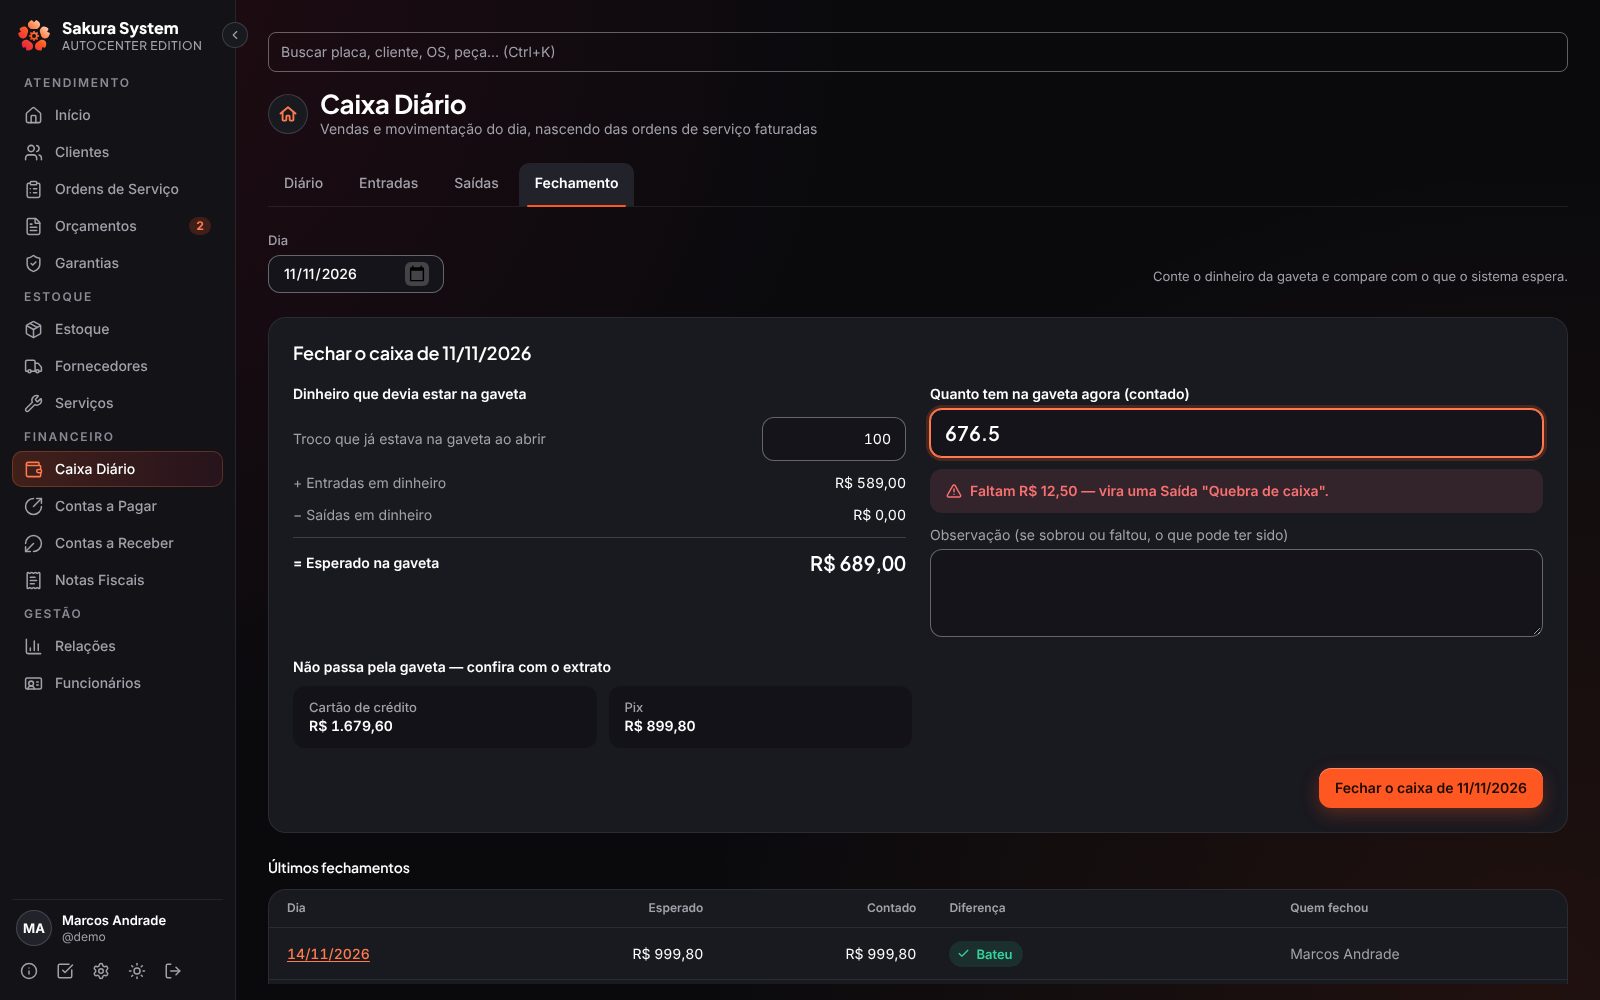 Sakura System
AUTOCENTER EDITION
ATENDIMENTO
Início
Clientes
Ordens de Serviço
Orçamentos 2
Garantias
ESTOQUE
Estoque
Fornecedores
Serviços
FINANCEIRO
Caixa Diário
Contas a Pagar
Contas a Receber
Notas Fiscais
GESTÃO
Relações
Funcionários
MA
Marcos Andrade
@demo
Buscar placa, cliente, OS, peça... (Ctrl+K)
Caixa Diário
Vendas e movimentação do dia, nascendo das ordens de serviço faturadas
Diário Entradas Saídas Fechamento
Dia
11/11/2026
Conte o dinheiro da gaveta e compare com o que o sistema espera.
Fechar o caixa de 11/11/2026
Dinheiro que devia estar na gaveta
Troco que já estava na gaveta ao abrir 100
+ Entradas em dinheiro R$ 589,00
− Saídas em dinheiro R$ 0,00
= Esperado na gaveta R$ 689,00
Quanto tem na gaveta agora (contado)
676.5
Faltam R$ 12,50 — vira uma Saída "Quebra de caixa".
Observação (se sobrou ou faltou, o que pode ter sido)
Não passa pela gaveta — confira com o extrato
Cartão de crédito
R$ 1.679,60
Pix
R$ 899,80
Fechar o caixa de 11/11/2026
Últimos fechamentos
Dia Esperado Contado Diferença Quem fechou
14/11/2026 R$ 999,80 R$ 999,80 Bateu Marcos Andrade